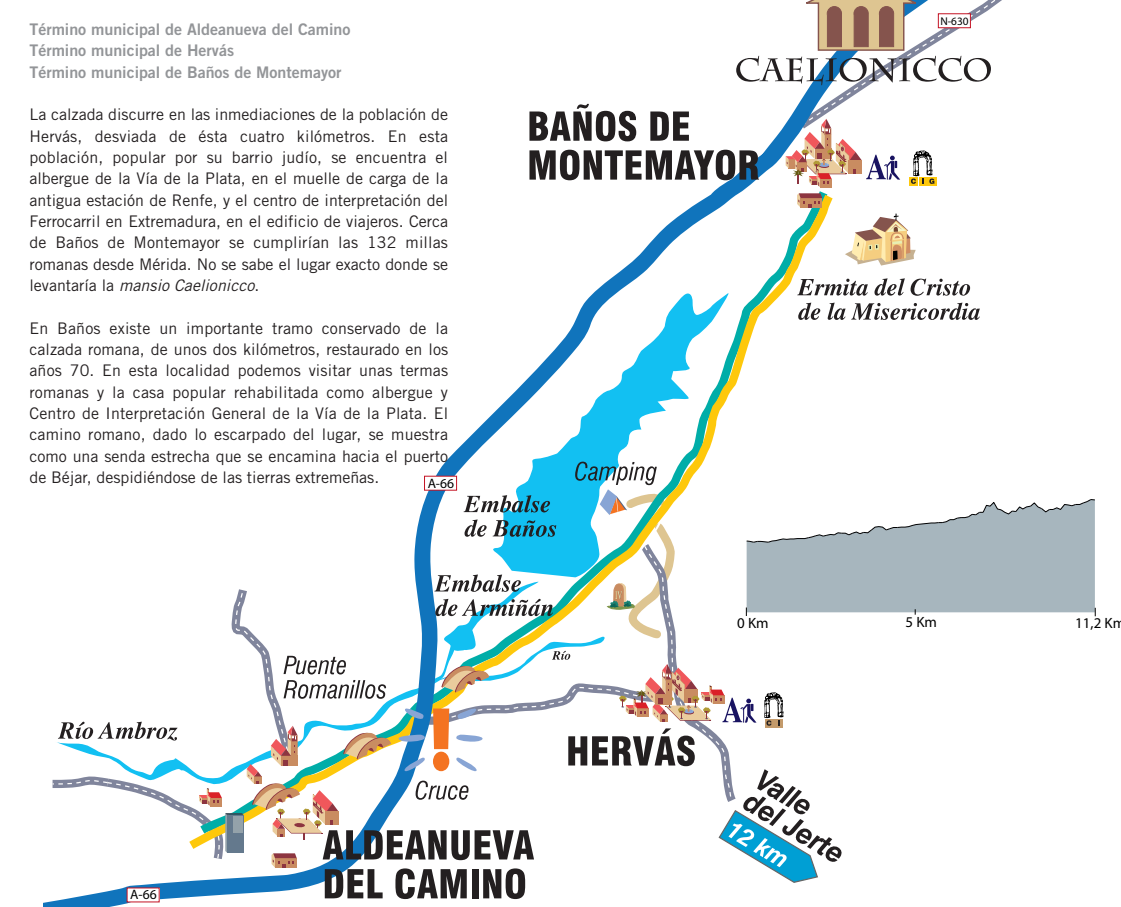 Término municipal de Aldeanueva del Camino
Término municipal de Hervás
Término municipal de Baños de Montemayor
La calzada discurre en las inmediaciones de la población de
Hervás, desviada de ésta cuatro kilómetros. En esta
población, popular por su barrio judío, se encuentra el
albergue de la Vía de la Plata, en el muelle de carga de la
antigua estación de Renfe, y el centro de interpretación del
Ferrocarril en Extremadura, en el edificio de viajeros. Cerca
de Baños de Montemayor se cumplirían las 132 millas
romanas desde Mérida. No se sabe el lugar exacto donde se
levantaría la mansio Caelionicco.
En Baños existe un importante tramo conservado de la
calzada romana, de unos dos kilómetros, restaurado en los
años 70. En esta localidad podemos visitar unas termas
romanas y la casa popular rehabilitada como albergue y
Centro de Interpretación General de la Vía de la Plata. El
camino romano, dado lo escarpado del lugar, se muestra
como una senda estrecha que se encamina hacia el puerto
de Béjar, despidiéndose de las tierras extremeñas.
N-630
CAELIONICCO
BAÑOS DE
MONTEMAYOR
A
CIG
Ermita del Cristo
de la Misericordia
Camping
A-66
Embalse
de Baños
Embalse
de Armiñán
IV
0 Km
5 Km
11,2 Km
Río
Puente
Romanillos
Río Ambroz
A
CI
HERVÁS
Cruce
Valle
del Jerte
12 km
ALDEANUEVA
DEL CAMINO
A-66